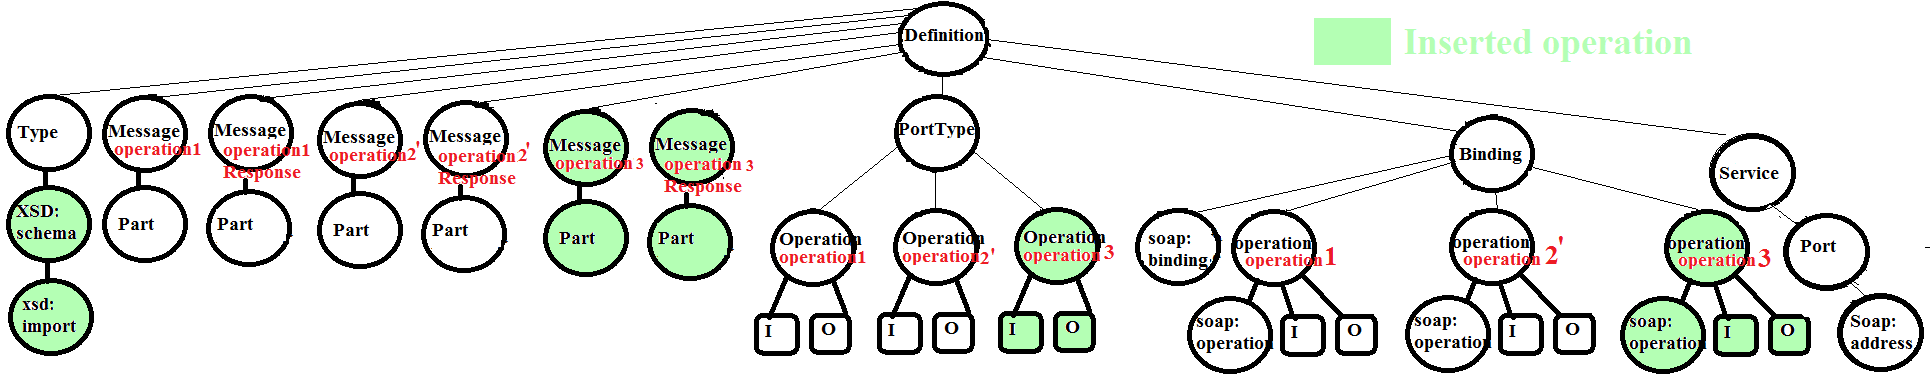 Definition
Inserted operation
Type
Message
operation1
Message
operation1
Response
Message
operation2'
Message
operation2'
Response
Message
operation 3
Message
operation 3
Response
PortType
Binding
Service
XSD:
schema
Part
Part
Part
Part
Part
Part
Operation
operation1
Operation
operation2'
Operation
operation 3
soap:
binding
operation
operation1
operation
operation 2'
operation
operation 3
Port
xsd:
import
I
O
I
O
I
O
soap:
operation
I
O
soap:
operation
I
O
soap:
operation
I
O
Soap:
address